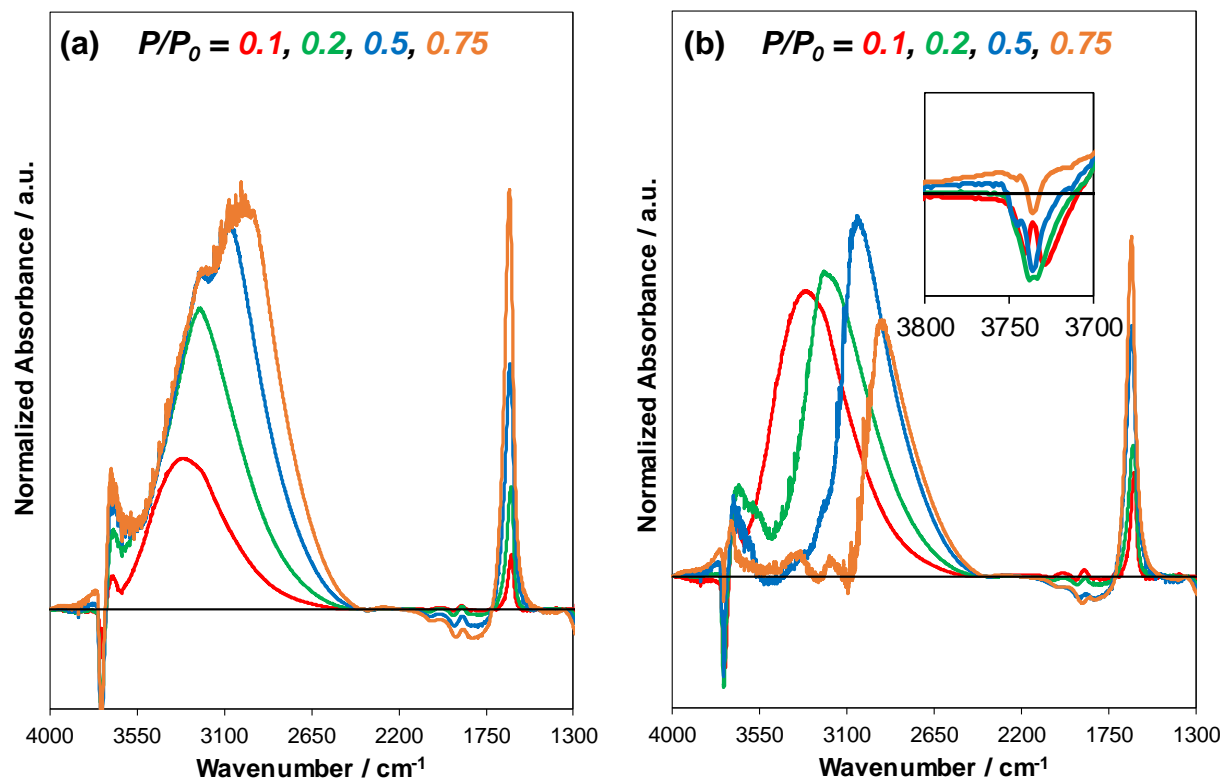 (a) P/P0 = 0.1, 0.2, 0.5, 0.75
Normalized Absorbance / a.u.
4000 3550 3100 2650 2200 1750 1300
Wavenumber / cm-1
(b) P/P0 = 0.1, 0.2, 0.5, 0.75
3800 3750 3700
Normalized Absorbance / a.u.
4000 3550 3100 2650 2200 1750 1300
Wavenumber / cm-1